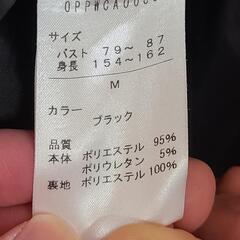 サイズ
バスト 79~ 87
身長 154~162
M
カラー
ブラック
品質
本体 ポリエステル 95%
ポリウレタン 5%
裏地 ポリエステル 100%